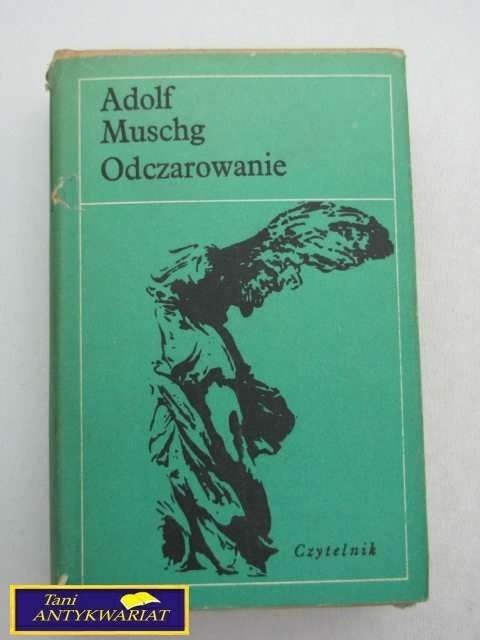 Adolf
Muschg
Odczarowanie
Czytelnik
Tani
ANTYKWARIAT